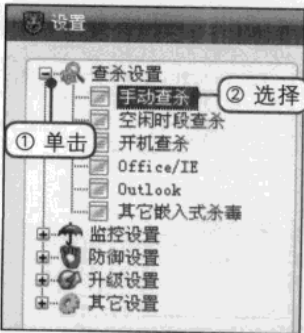 设置
查杀设置
手动查杀
② 选择
空闲时段查杀
① 单击
开机查杀
Office/IE
Outlook
其它嵌入式杀毒
监控设置
防御设置
升级设置
其它设置